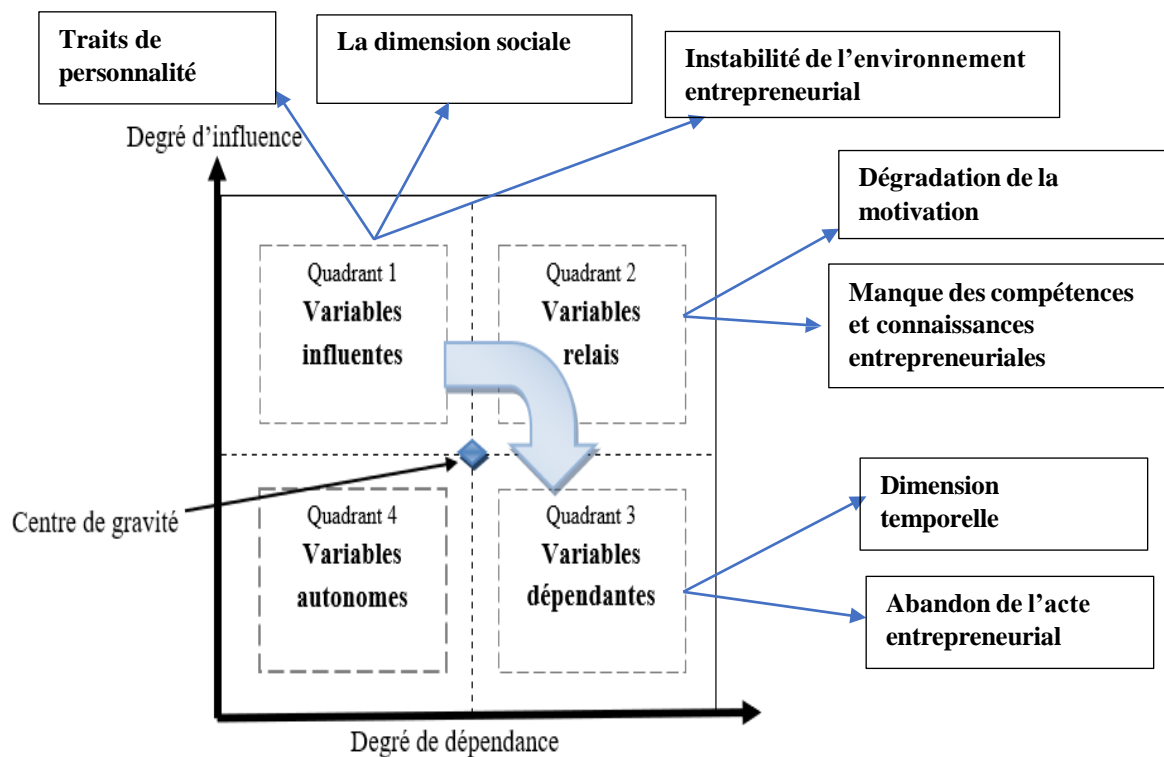 Traits de
personnalité
La dimension sociale
Instabilité de l’environnement
entrepreneurial
Degré d’influence
Dégradation de la
motivation
Quadrant 1
Variables
influentes
Quadrant 2
Variables
relais
Manque des compétences
et connaissances
entrepreneuriales
Centre de gravité
Quadrant 4
Variables
autonomes
Quadrant 3
Variables
dépendantes
Dimension
temporelle
Abandon de l’acte
entrepreneurial
Degré de dépendance